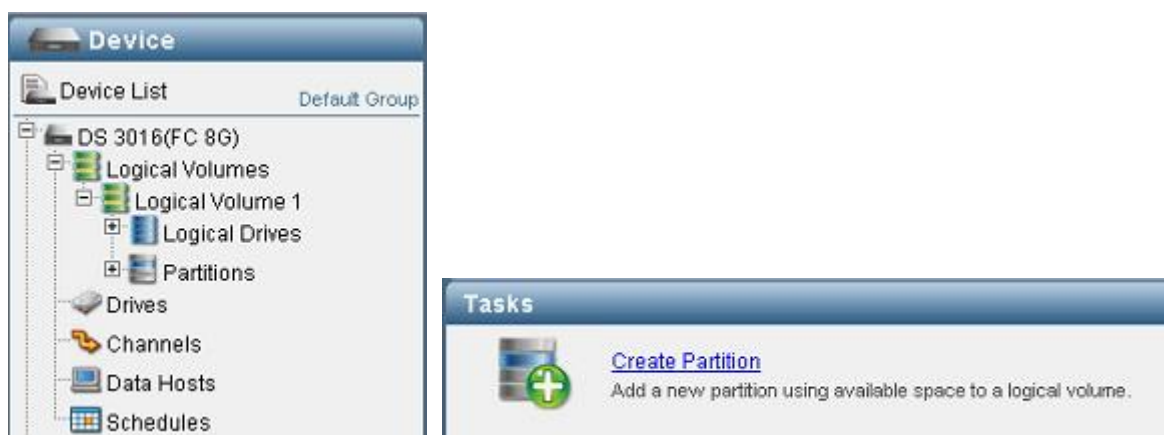 Device
Device List
Default Group
DS 3016(FC 8G)
Logical Volumes
Logical Volume 1
Logical Drives
Partitions
Drives
Channels
Data Hosts
Schedules
Tasks
Create Partition
Add a new partition using available space to a logical volume.